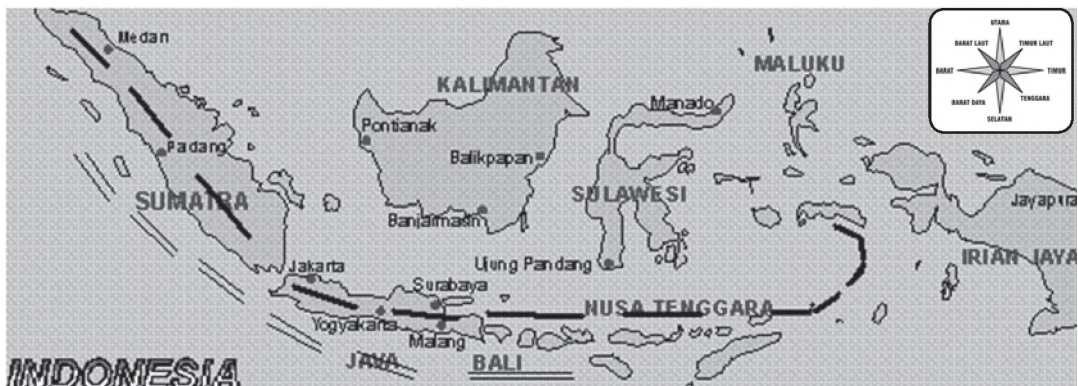 Medan
KALIMANTAN
MALUKU
UTARA
BARAT LAUT
TIMUR LAUT
BARAT
TIMUR
BARAT DAYA
TENGGARA
SELATAN
Manado
Pontianak
Padang
Balikpapan
SUMATRA
SULAWESI
Jayapura
Banjarmasin
Jakarta
Ujung Pandang
IRIAN JAYA
Surabaya
NUSA TENGGARA
Yogyakarta
Malang
JAVA
BALI
INDONESIA